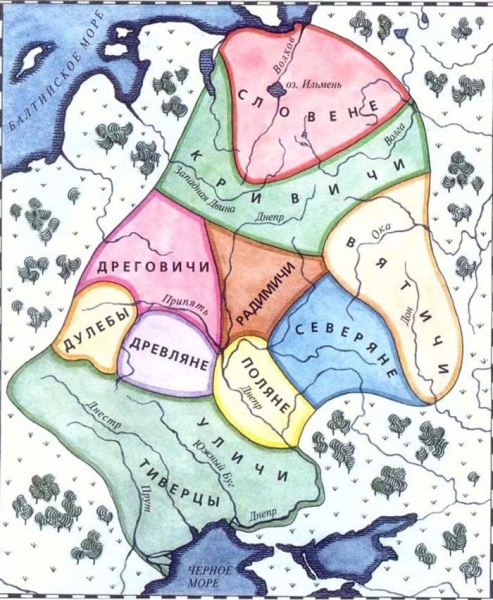 БАЛТИЙСКОЕ МОРЕ
Волхов
оз. Ильмень
СЛОВЕНЕ
Волга
КРИВИЧИ
Западная Двина
Днепр
Ока
ВЯТИЧИ
Дон
ДРЕГОВИЧИ
РАДИМИЧИ
Припять
СЕВЕРЯНЕ
ДУЛЕБЫ
ДРЕВЛЯНЕ
ПОЛЯНЕ
Днепр
Днестр
УЛИЧИ
Южный Буг
ТИВЕРЦЫ
Прут
Днепр
ЧЕРНОЕ
МОРЕ